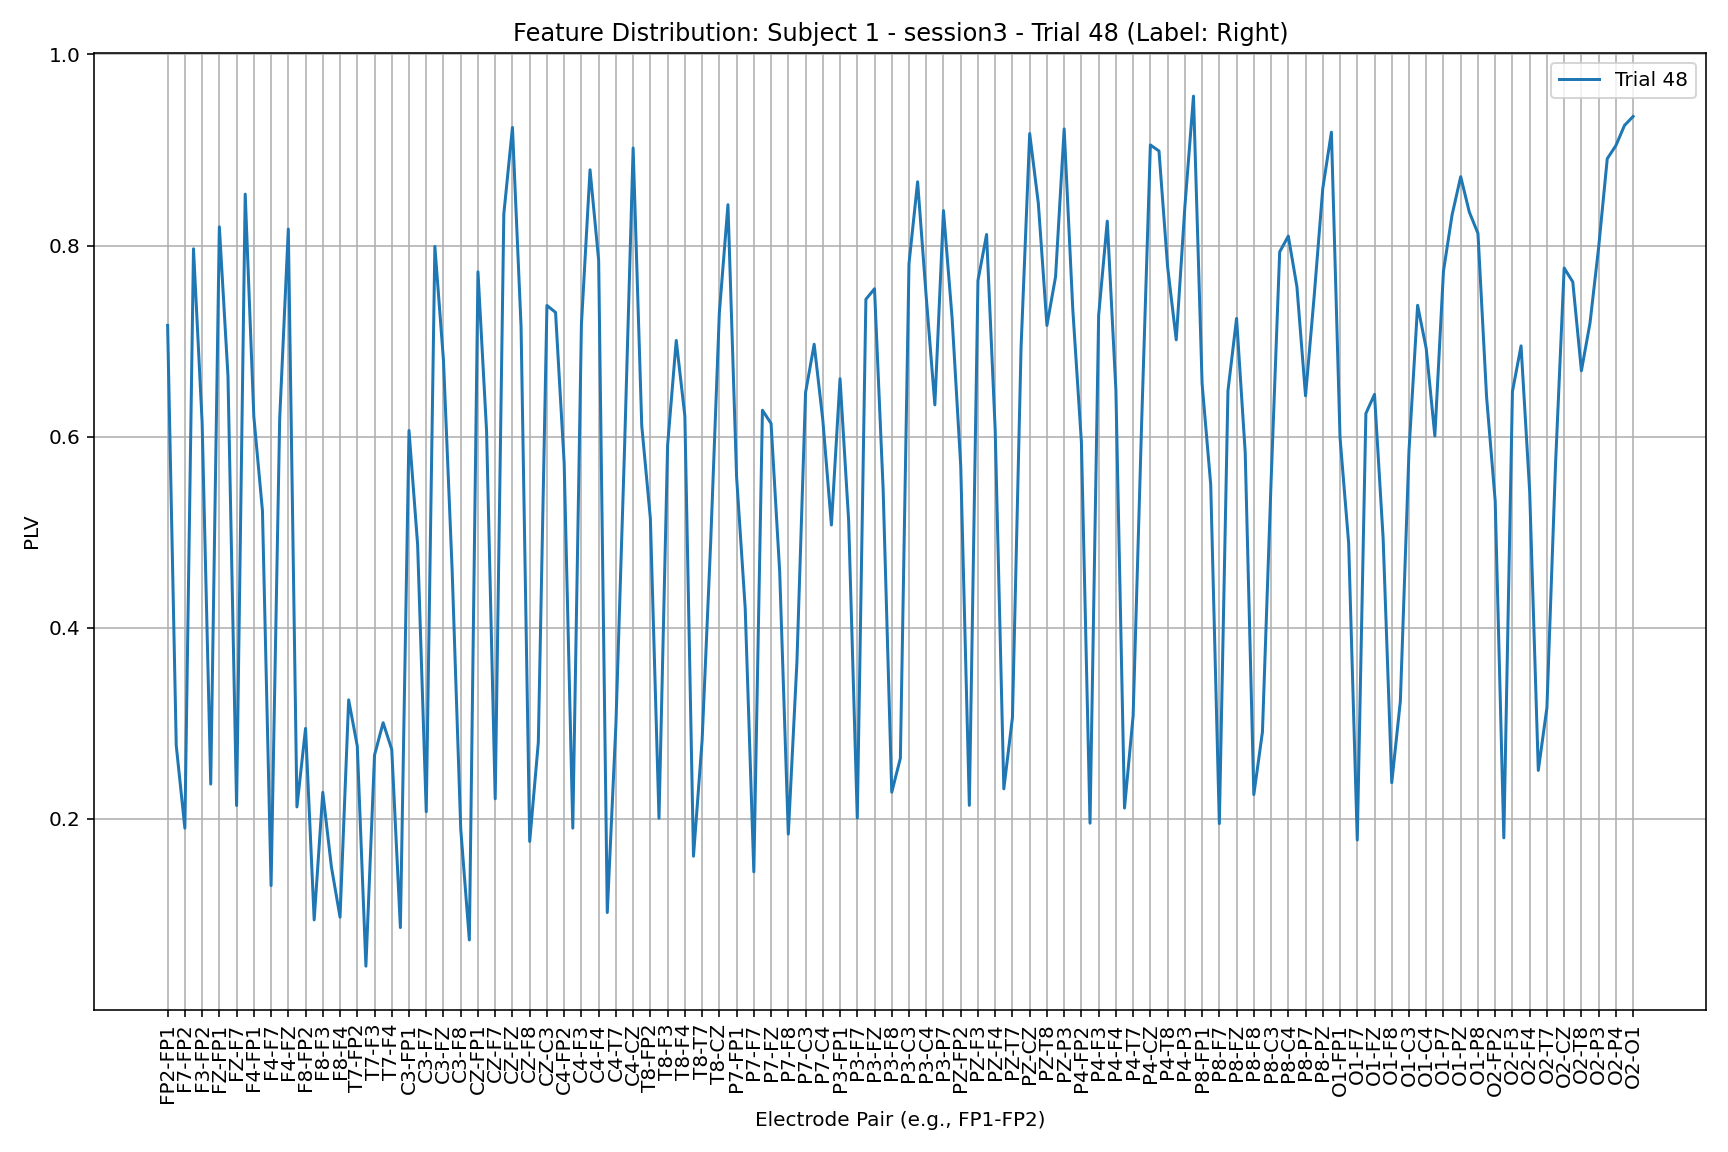 Feature Distribution: Subject 1 - session3 - Trial 48 (Label: Right)
Trial 48
PLV
1.0
0.8
0.6
0.4
0.2
FP2-FP1
F7-FP2
F3-FP2
FZ-FP1
FZ-F7
F4-FP1
F4-F7
F4-FZ
F8-FP2
F8-F3
F8-F4
T7-FP2
T7-F3
T7-F4
C3-FP1
C3-F7
C3-FZ
C3-F8
CZ-FP1
CZ-F7
CZ-FZ
CZ-F8
CZ-C3
C4-FP2
C4-F3
C4-F4
C4-T7
C4-CZ
T8-FP2
T8-F3
T8-F4
T8-T7
T8-CZ
P7-FP1
P7-F7
P7-FZ
P7-F8
P7-C3
P7-C4
P3-FP1
P3-F7
P3-FZ
P3-F8
P3-C3
P3-C4
P3-P7
PZ-FP2
PZ-F3
PZ-F4
PZ-T7
PZ-CZ
PZ-T8
PZ-P3
P4-FP2
P4-F3
P4-F4
P4-T7
P4-CZ
P4-T8
P4-P3
P8-FP1
P8-F7
P8-FZ
P8-F8
P8-C3
P8-C4
P8-P7
P8-PZ
O1-FP1
O1-F7
O1-FZ
O1-F8
O1-C3
O1-C4
O1-P7
O1-PZ
O1-P8
O2-FP2
O2-F3
O2-F4
O2-T7
O2-CZ
O2-T8
O2-P3
O2-P4
O2-O1
Electrode Pair (e.g., FP1-FP2)